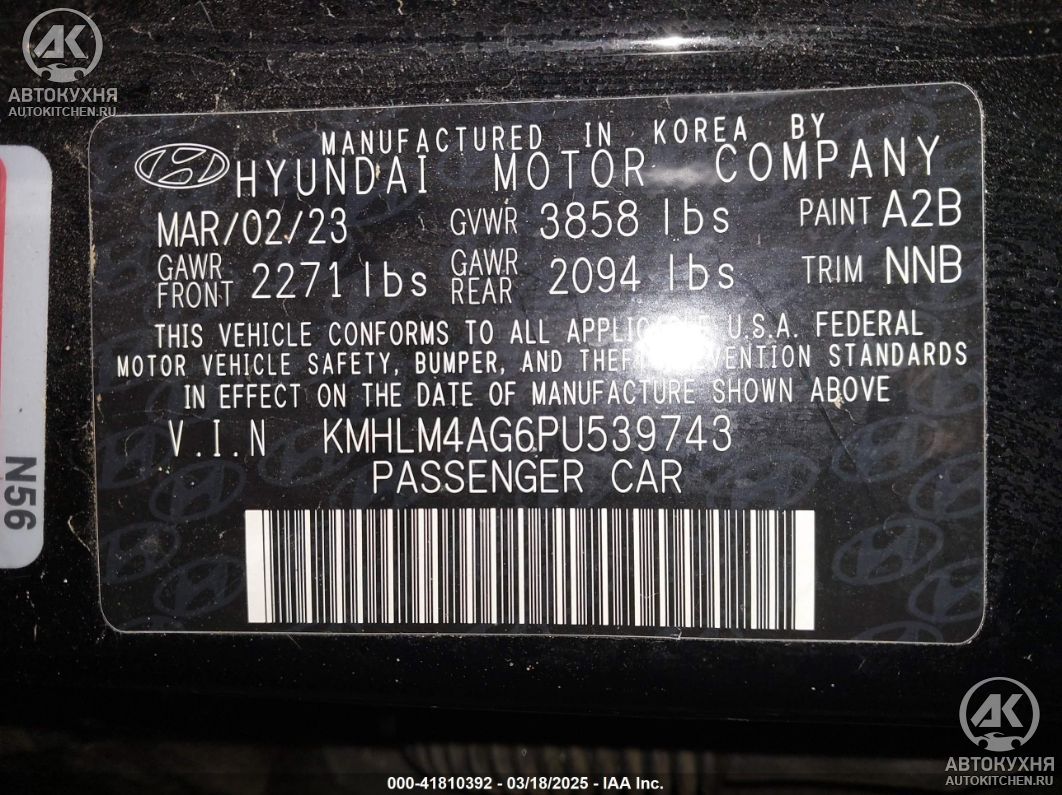 AK
АВТОКУХНЯ
AUTOKITCHEN.RU
MANUFACTURED IN KOREA BY
HYUNDAI MOTOR COMPANY
MAR/02/23 GVWR 3858 lbs PAINT A2B
GAWR FRONT 2271 lbs GAWR REAR 2094 lbs TRIM NNB
THIS VEHICLE CONFORMS TO ALL U.S.A. FEDERAL
MOTOR VEHICLE SAFETY, BUMPER, AND STANDARDS
IN EFFECT ON THE DATE OF MANUFACTURE SHOWN ABOVE
V.I.N KMHLM4AG6PU539743
PASSENGER CAR
N56
AK
АВТОКУХНЯ
AUTOKITCHEN.RU
000-41810392 - 03/18/2025 - IAA Inc.